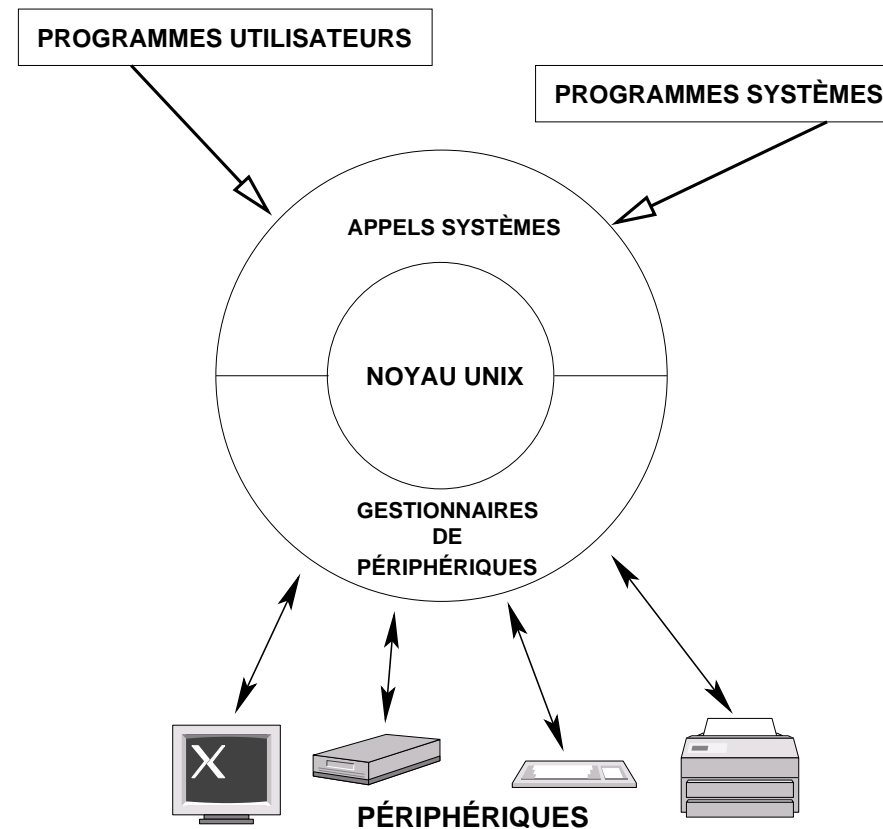 PROGRAMMES UTILISATEURS
PROGRAMMES SYSTÈMES
APPELS SYSTÈMES
NOYAU UNIX
GESTIONNAIRES
DE
PÉRIPHÉRIQUES
X
PÉRIPHÉRIQUES